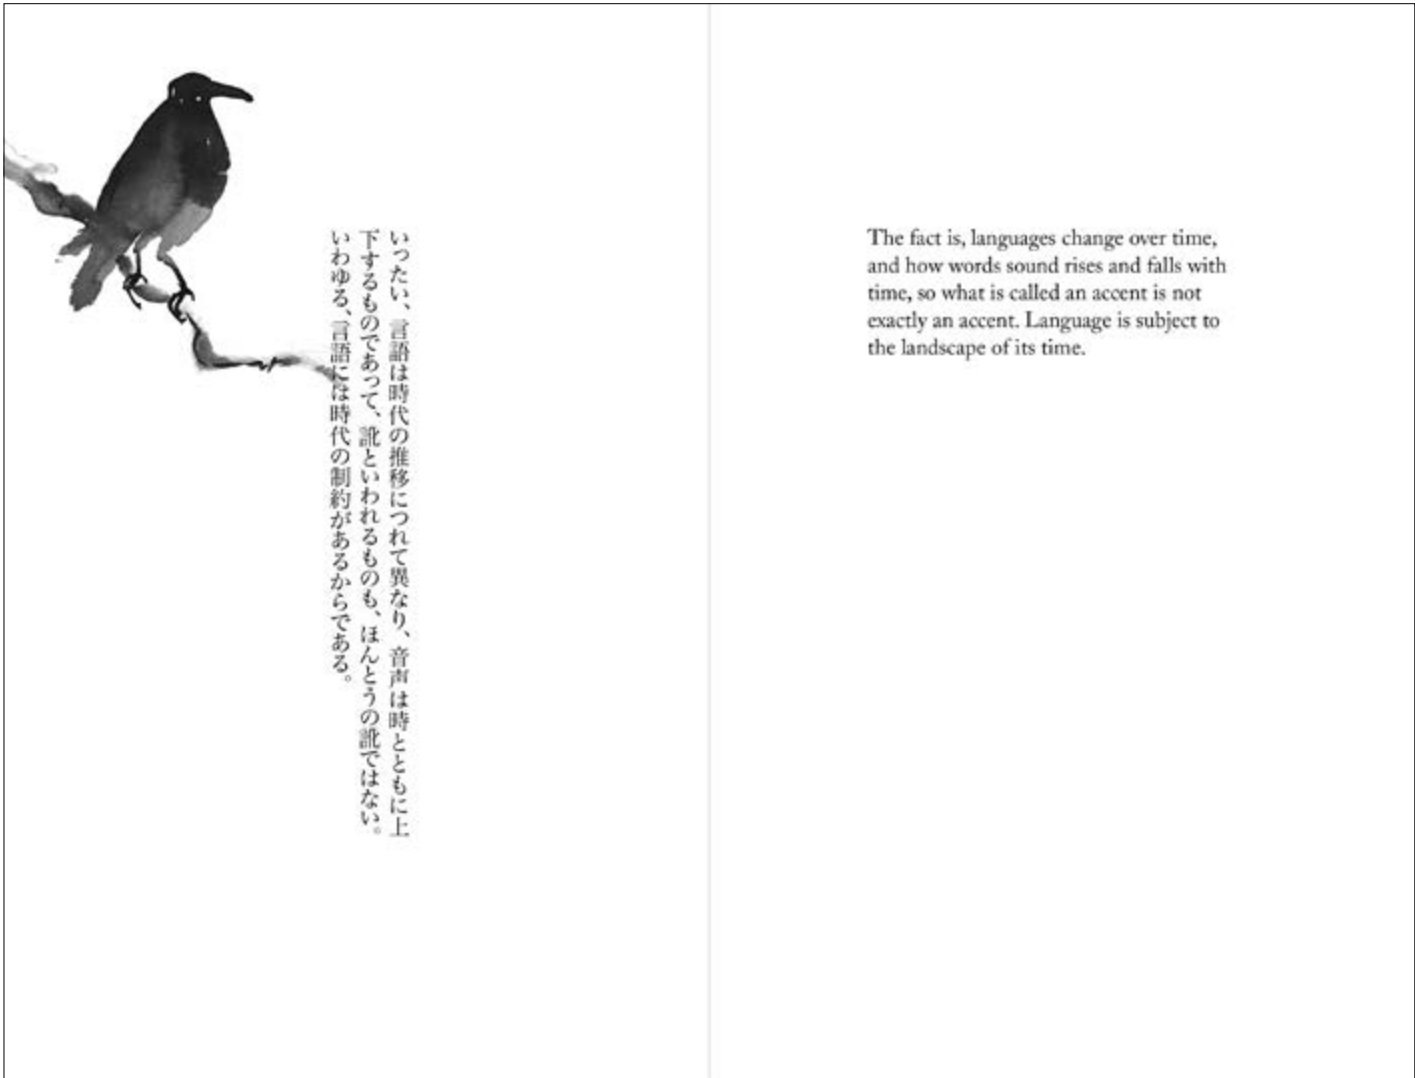 いったい、言語は時代の推移につれて異なり、音声は時とともに上
下するものであって、訛といわれるものも、ほんとうの訛ではない。
いわゆる、言語には時代の制約があるからである。
The fact is, languages change over time,
and how words sound rises and falls with
time, so what is called an accent is not
exactly an accent. Language is subject to
the landscape of its time.